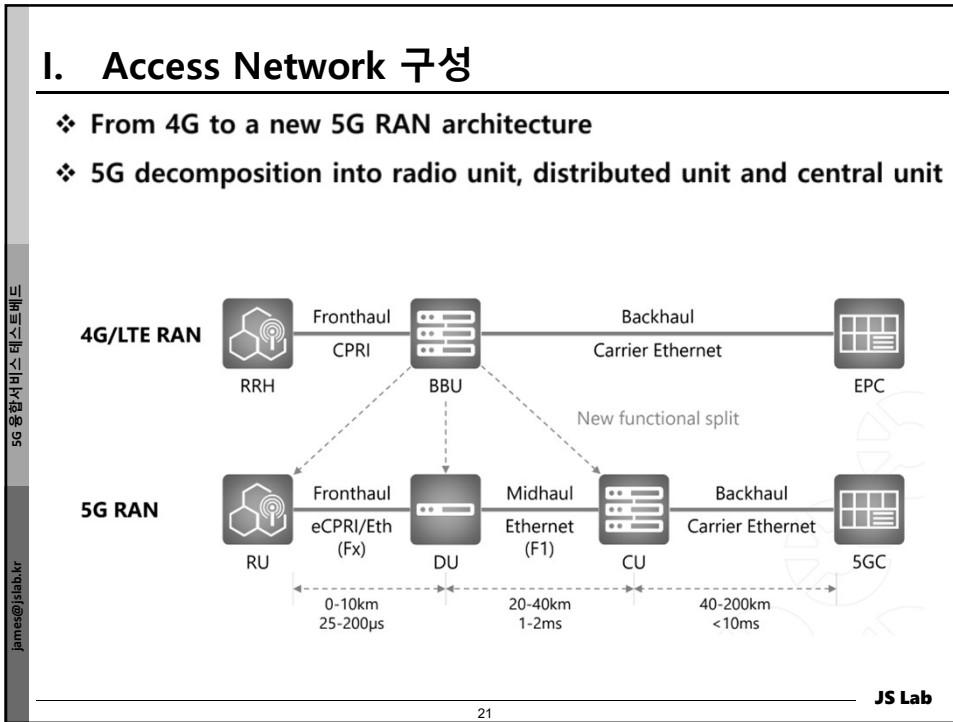 I. Access Network 구성
❖ From 4G to a new 5G RAN architecture
❖ 5G decomposition into radio unit, distributed unit and central unit
4G/LTE RAN
Fronthaul
CPRI
Backhaul
Carrier Ethernet
RRH
BBU
EPC
New functional split
5G RAN
Fronthaul
eCPRI/Eth
(Fx)
Midhaul
Ethernet
(F1)
Backhaul
Carrier Ethernet
RU
DU
CU
5GC
0-10km
25-200μs
20-40km
1-2ms
40-200km
<10ms
5G 융합서비스 테스트베드
james@jslab.kr
21
JS Lab